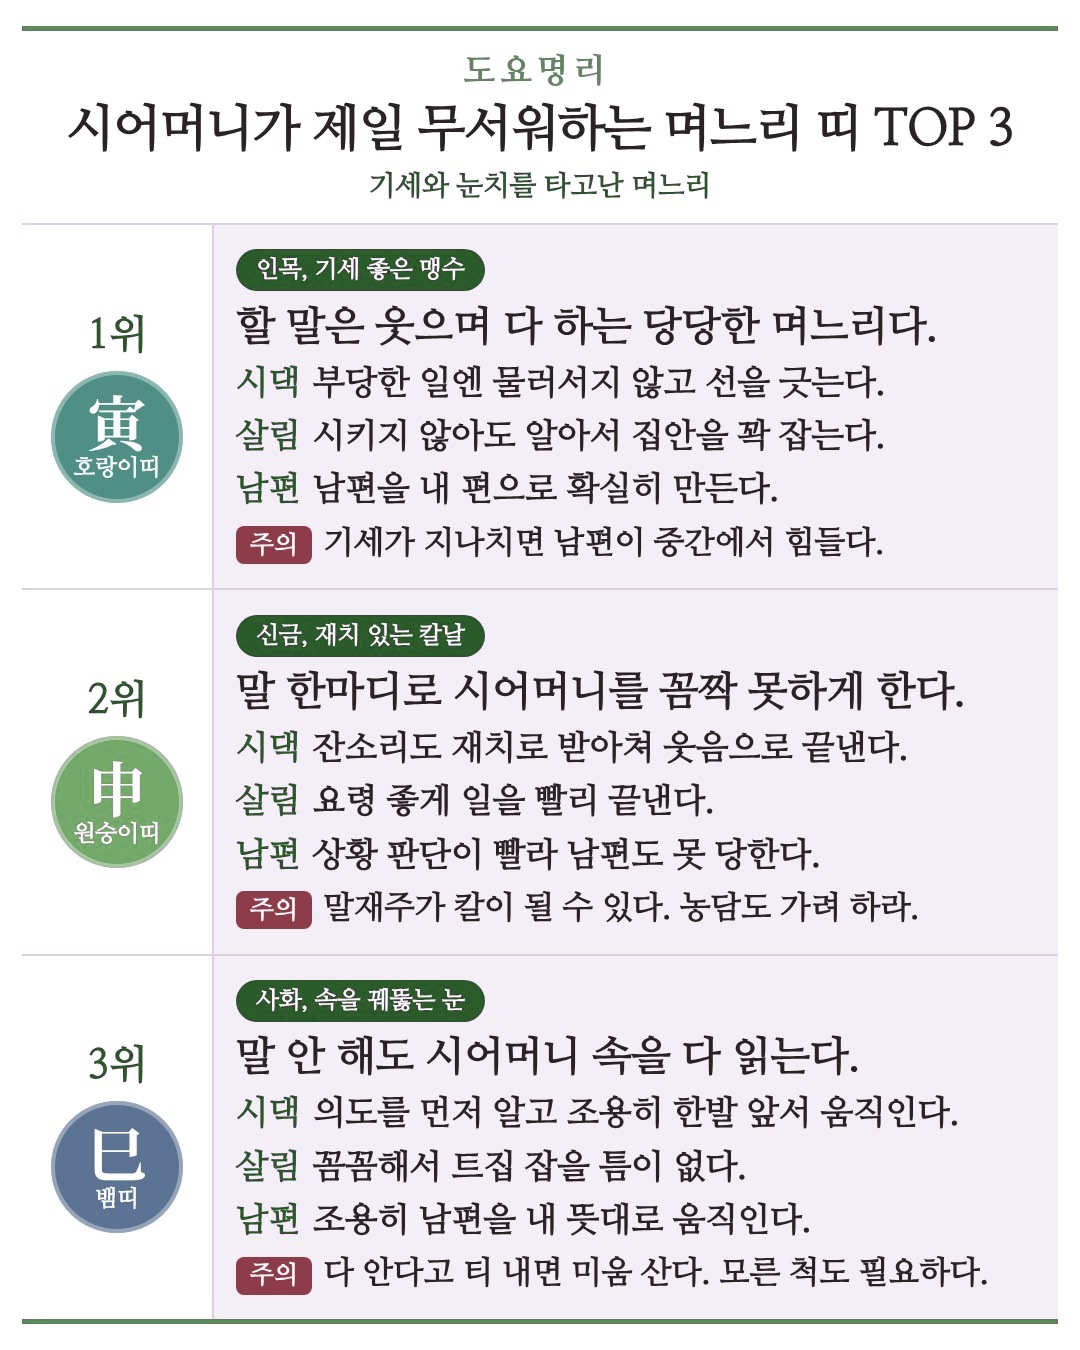 도요명리
시어머니가 제일 무서워하는 며느리 띠 TOP 3
기세와 눈치를 타고난 며느리
1위
寅
호랑이띠
인목, 기세 좋은 맹수
할 말은 웃으며 다 하는 당당한 며느리다.
시댁 부당한 일엔 물러서지 않고 선을 긋는다.
살림 시키지 않아도 알아서 집안을 꽉 잡는다.
남편 남편을 내 편으로 확실히 만든다.
주의 기세가 지나치면 남편이 중간에서 힘들다.
2위
申
원숭이띠
신금, 재치 있는 칼날
말 한마디로 시어머니를 꼼짝 못하게 한다.
시댁 잔소리도 재치로 받아쳐 웃음으로 끝낸다.
살림 요령 좋게 일을 빨리 끝낸다.
남편 상황 판단이 빨라 남편도 못 당한다.
주의 말재주가 칼이 될 수 있다. 농담도 가려 하라.
3위
巳
뱀띠
사화, 속을 꿰뚫는 눈
말 안 해도 시어머니 속을 다 읽는다.
시댁 의도를 먼저 알고 조용히 한발 앞서 움직인다.
살림 꼼꼼해서 트집 잡을 틈이 없다.
남편 조용히 남편을 내 뜻대로 움직인다.
주의 다 안다고 티 내면 미움 산다. 모른 척도 필요하다.